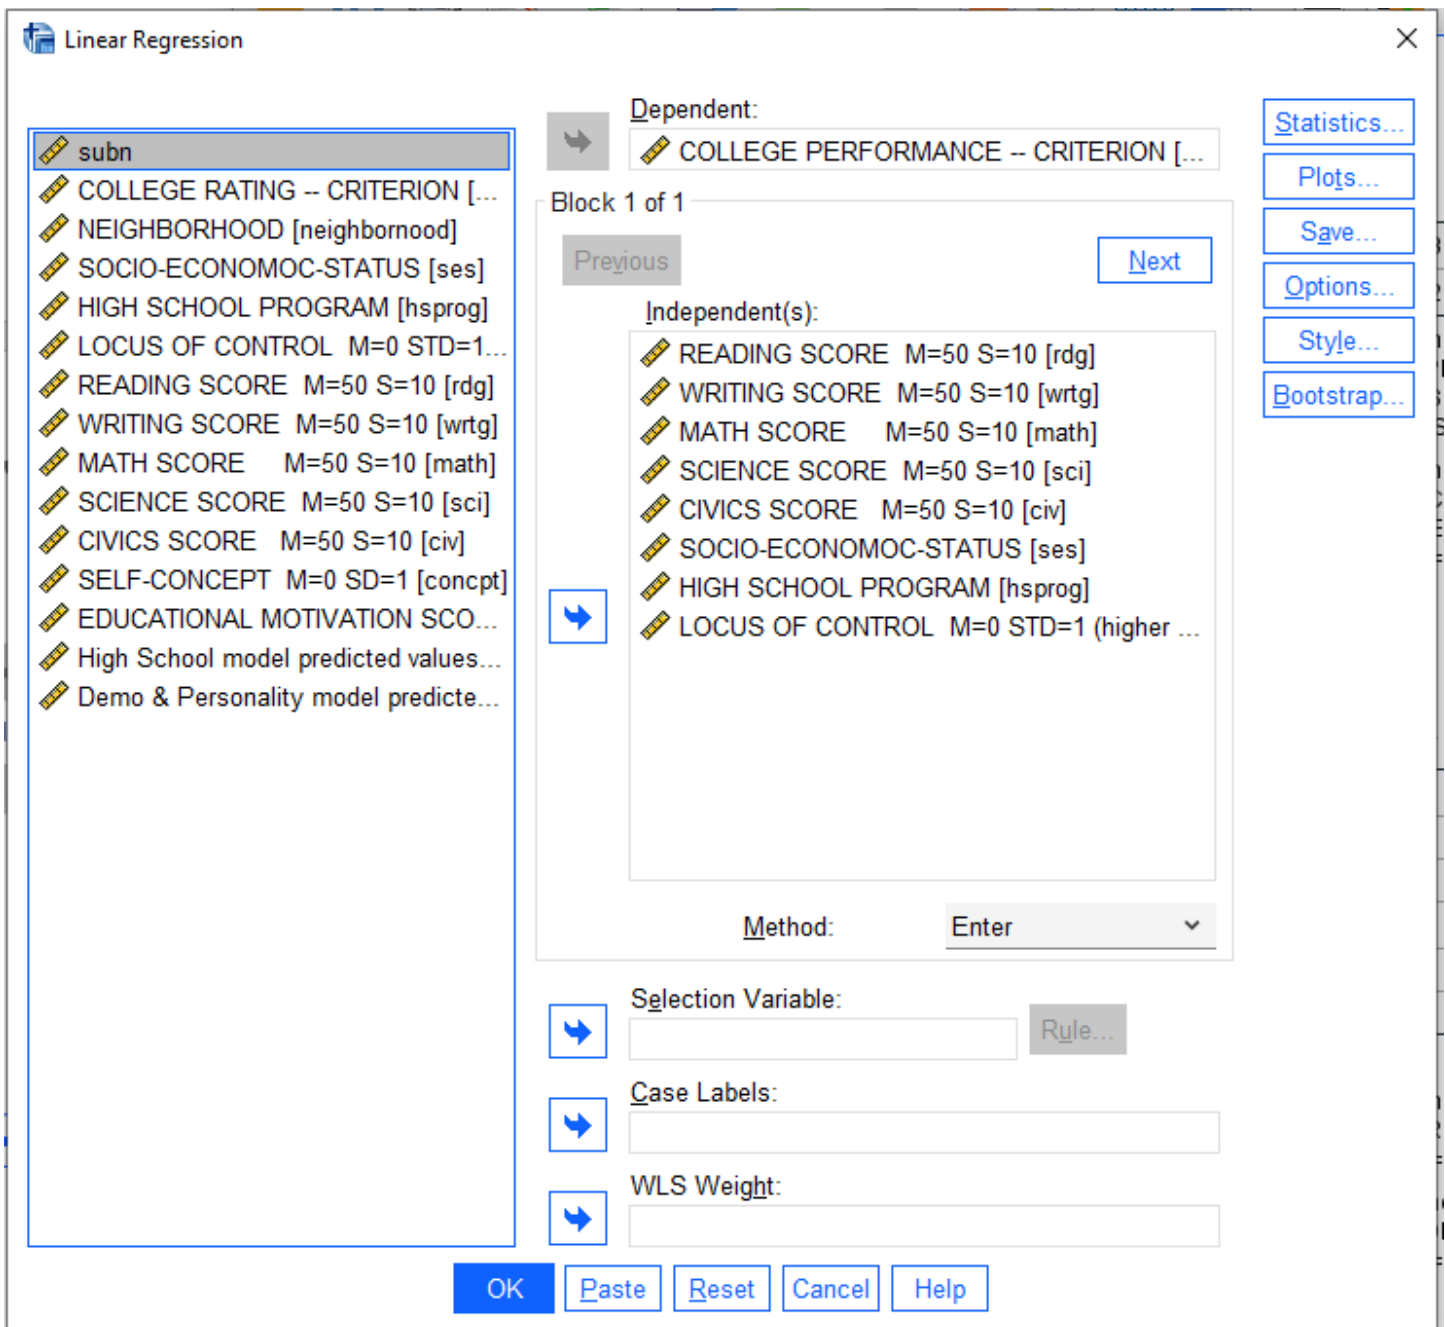 Linear Regression
subn
COLLEGE RATING -- CRITERION [...
NEIGHBORHOOD [neighbornood]
SOCIO-ECONOMOC-STATUS [ses]
HIGH SCHOOL PROGRAM [hsprog]
LOCUS OF CONTROL M=0 STD=1...
READING SCORE M=50 S=10 [rdg]
WRITING SCORE M=50 S=10 [wrtg]
MATH SCORE M=50 S=10 [math]
SCIENCE SCORE M=50 S=10 [sci]
CIVICS SCORE M=50 S=10 [civ]
SELF-CONCEPT M=0 SD=1 [concpt]
EDUCATIONAL MOTIVATION SCO...
High School model predicted values...
Demo & Personality model predicte...
Dependent:
COLLEGE PERFORMANCE -- CRITERION [...
Block 1 of 1
Previous
Next
Independent(s):
READING SCORE M=50 S=10 [rdg]
WRITING SCORE M=50 S=10 [wrtg]
MATH SCORE M=50 S=10 [math]
SCIENCE SCORE M=50 S=10 [sci]
CIVICS SCORE M=50 S=10 [civ]
SOCIO-ECONOMOC-STATUS [ses]
HIGH SCHOOL PROGRAM [hsprog]
LOCUS OF CONTROL M=0 STD=1 (higher ...
Method:
Enter
Selection Variable:
Rule...
Case Labels:
WLS Weight:
Statistics...
Plots...
Save...
Options...
Style...
Bootstrap...
OK
Paste
Reset
Cancel
Help